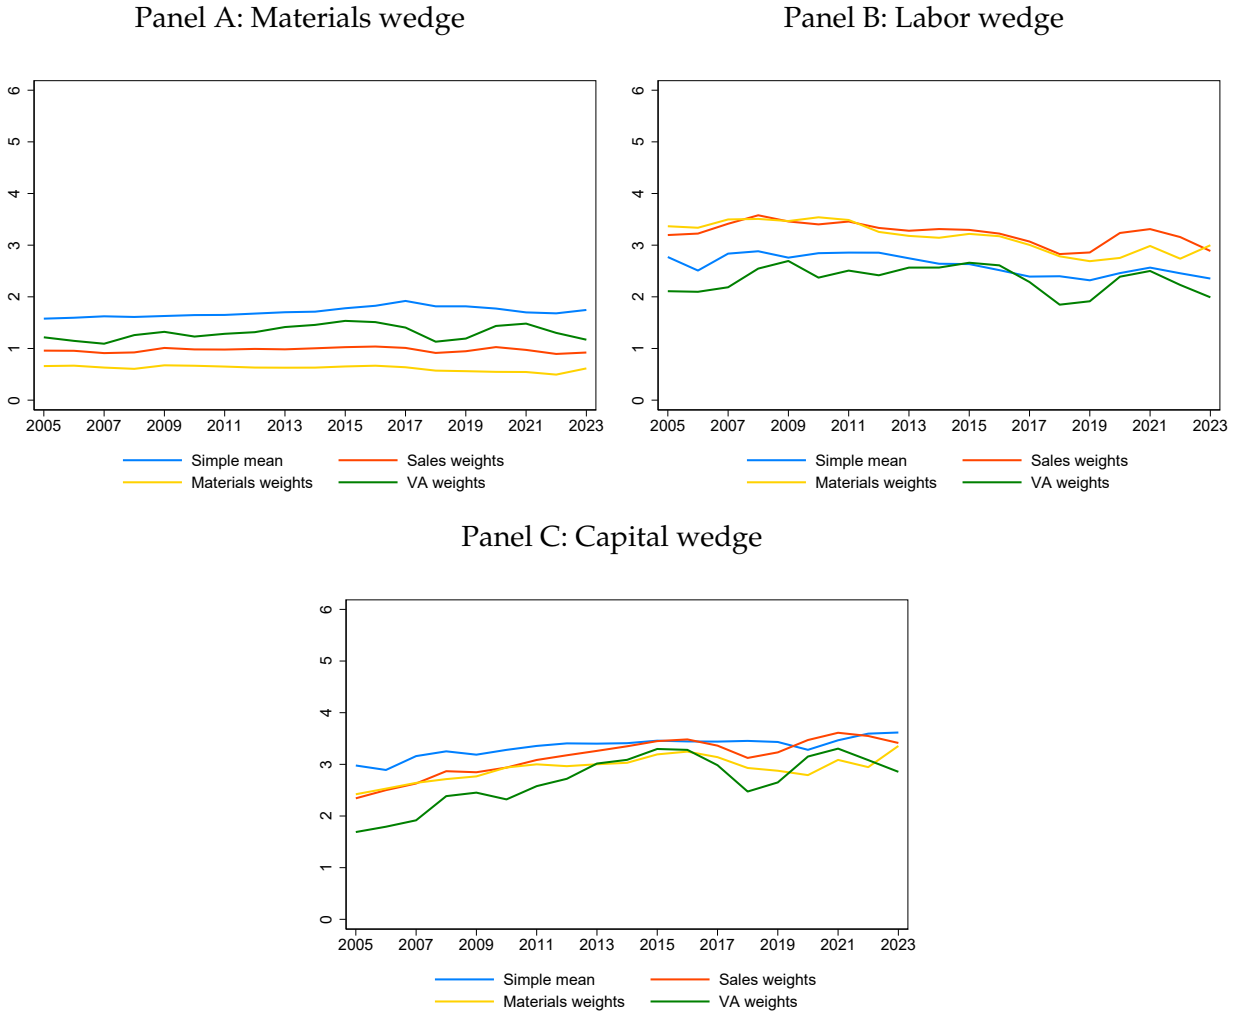 Panel A: Materials wedge
6
5
4
3
2
1
0
2005 2007 2009 2011 2013 2015 2017 2019 2021 2023
Simple mean Sales weights
Materials weights VA weights
Panel B: Labor wedge
6
5
4
3
2
1
0
2005 2007 2009 2011 2013 2015 2017 2019 2021 2023
Simple mean Sales weights
Materials weights VA weights
Panel C: Capital wedge
6
5
4
3
2
1
0
2005 2007 2009 2011 2013 2015 2017 2019 2021 2023
Simple mean Sales weights
Materials weights VA weights